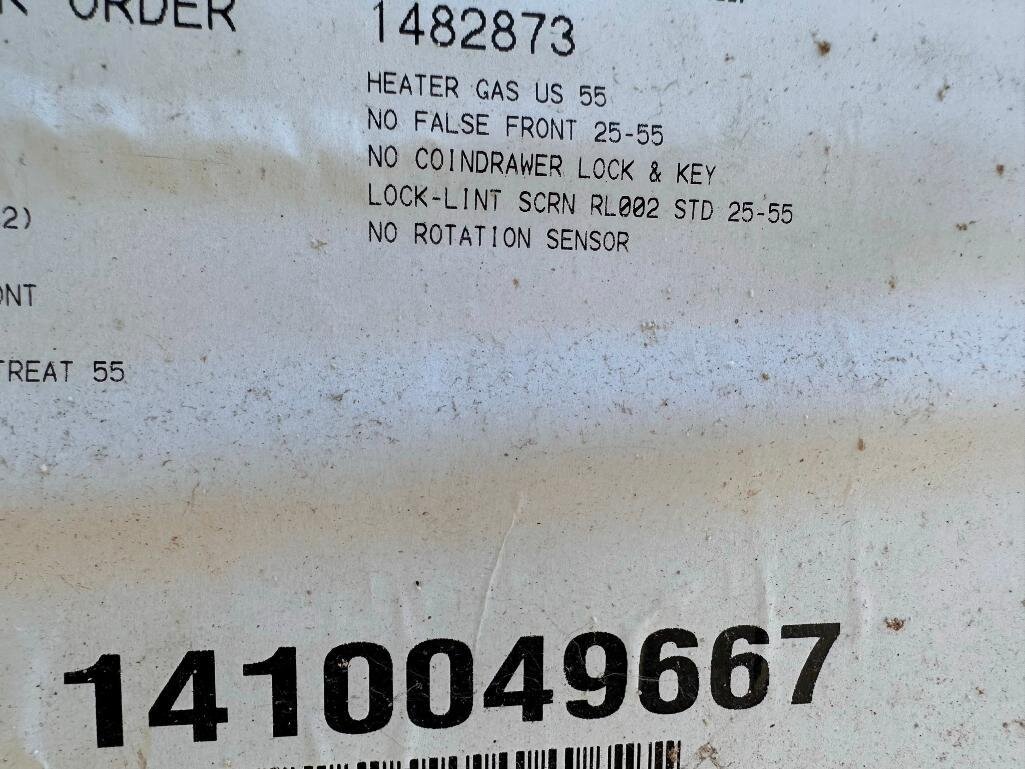 ORDER
1482873
HEATER GAS US 55
NO FALSE FRONT 25-55
NO COINDRAWER LOCK & KEY
LOCK-LINT SCRN RL002 STD 25-55
2)
NO ROTATION SENSOR
ONT
TREAT 55
1410049667